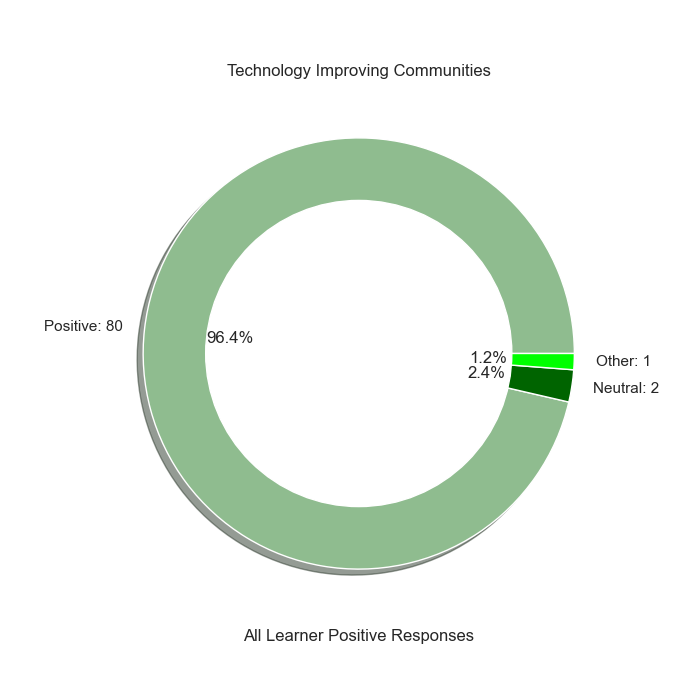 Technology Improving Communities
Positive: 80
96.4%
1.2%
Other: 1
2.4%
Neutral: 2
All Learner Positive Responses